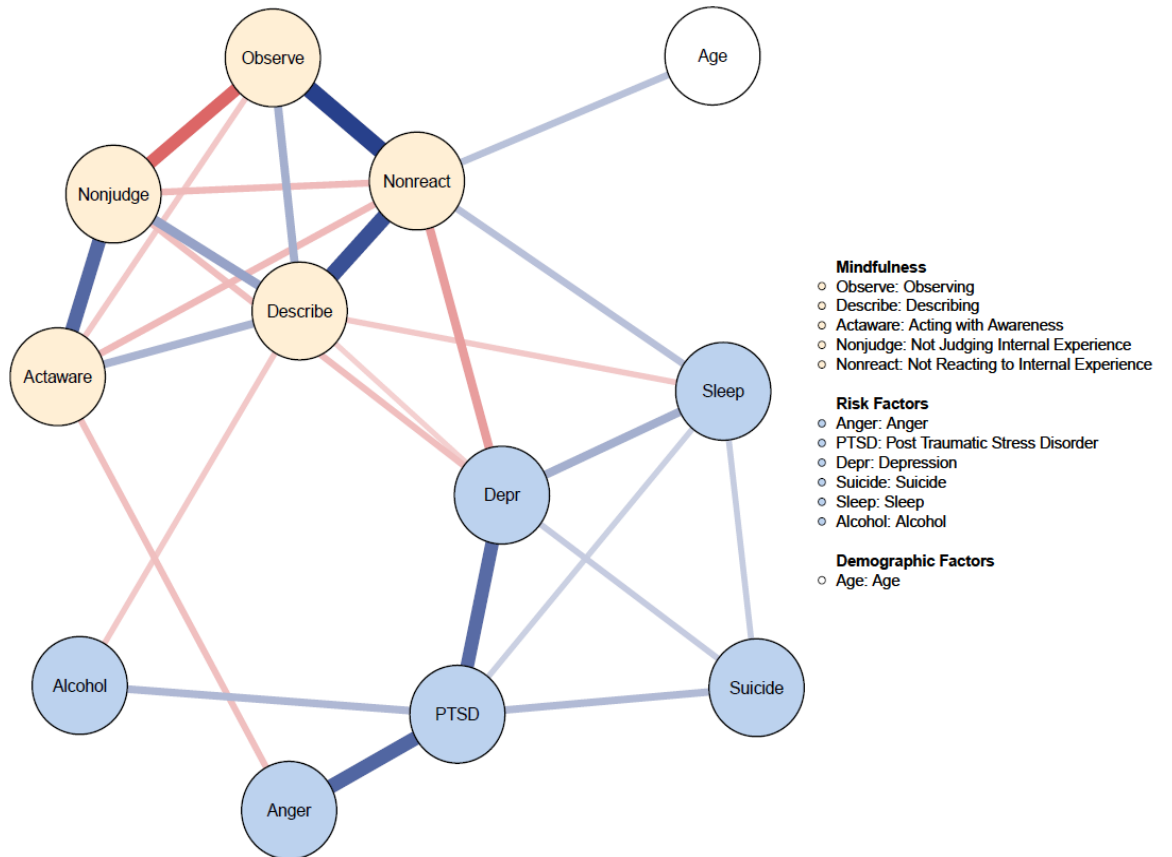 Observe
Age
Nonjudge
Nonreact
Describe
Actaware
Sleep
Depr
Alcohol
PTSD
Suicide
Anger
Mindfulness
Observe: Observing
Describe: Describing
Actaware: Acting with Awareness
Nonjudge: Not Judging Internal Experience
Nonreact: Not Reacting to Internal Experience
Risk Factors
Anger: Anger
PTSD: Post Traumatic Stress Disorder
Depr: Depression
Suicide: Suicide
Sleep: Sleep
Alcohol: Alcohol
Demographic Factors
Age: Age